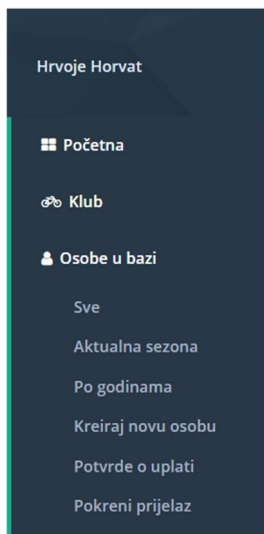 Hrvoje Horvat
Početna
Klub
Osobe u bazi
Sve
Aktualna sezona
Po godinama
Kreiraj novu osobu
Potvrde o uplati
Pokreni prijelaz